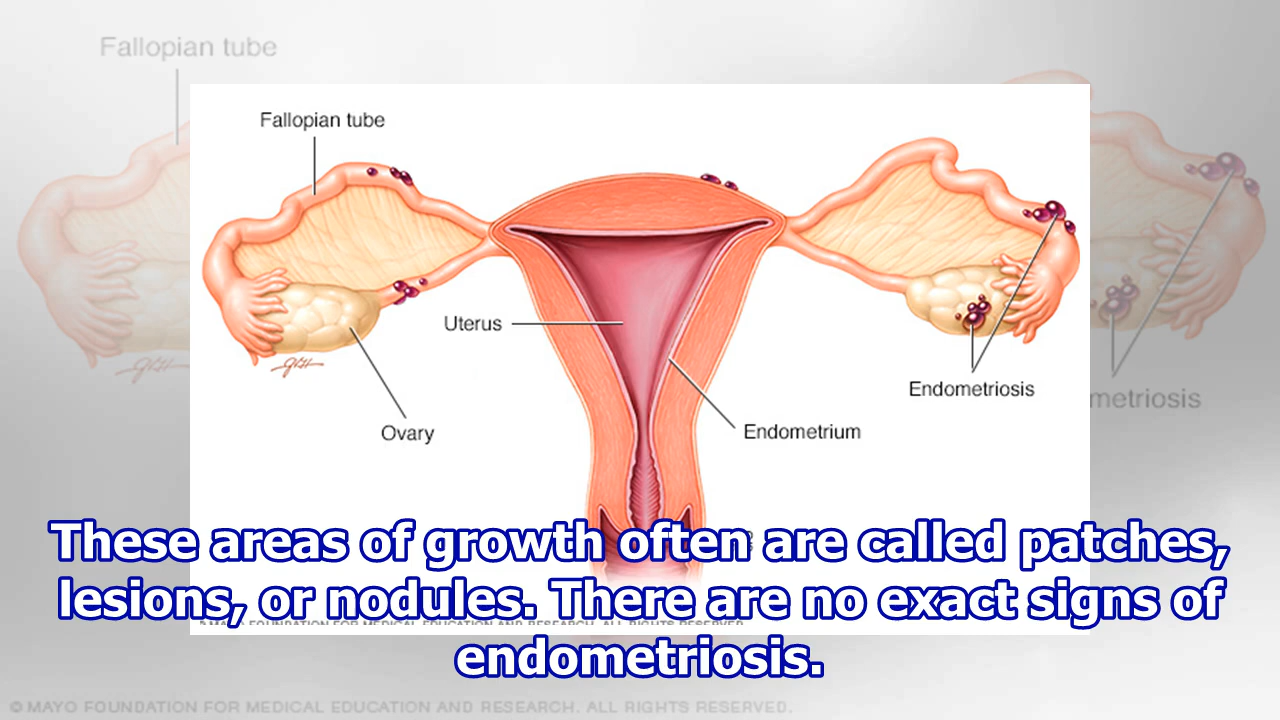 Fallopian tube
Fallopian tube
Uterus
Endometriosis
metriosis
Ovary
Endometrium
These areas of growth often are called patches,
lesions, or nodules. There are no exact signs of
endometriosis.
© MAYO FOUNDATION FOR MEDICAL EDUCATION AND RESEARCH. ALL RIGHTS RESERVED.